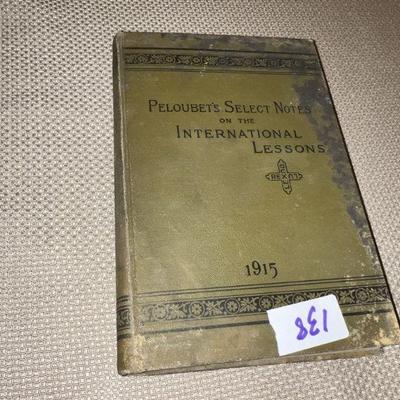 PELOUBET'S SELECT NOTES
ON THE
INTERNATIONAL
LESSONS
1915
138